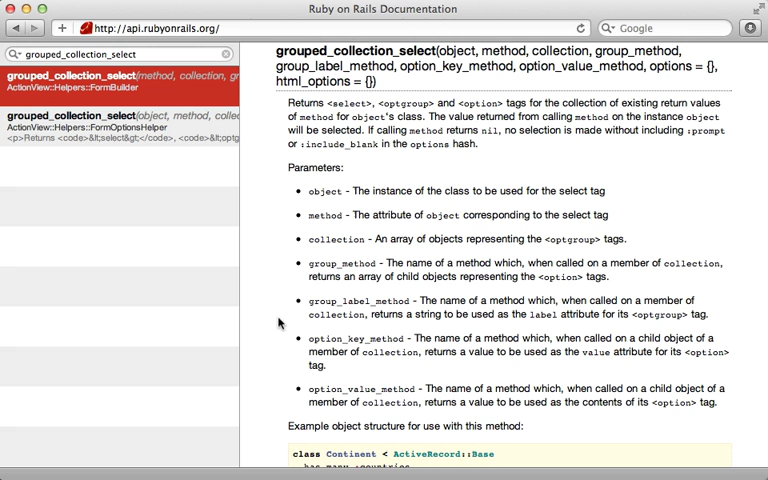 Ruby on Rails Documentation
http://api.rubyonrails.org/
Google
grouped_collection_select
grouped_collection_select(method, collection, gr
ActionView::Helpers::FormBuilder
grouped_collection_select(object, method, collec
ActionView::Helpers::FormOptionsHelper
<p>Returns <code>&lt;select&gt;</code>, <code>&lt;optg
grouped_collection_select(object, method, collection, group_method,
group_label_method, option_key_method, option_value_method, options = {},
html_options = {})
Returns <select>, <optgroup> and <option> tags for the collection of existing return values
of method for object's class. The value returned from calling method on the instance object
will be selected. If calling method returns nil, no selection is made without including :prompt
or :include_blank in the options hash.
Parameters:
• object - The instance of the class to be used for the select tag
• method - The attribute of object corresponding to the select tag
• collection - An array of objects representing the <optgroup> tags.
• group_method - The name of a method which, when called on a member of collection,
returns an array of child objects representing the <option> tags.
• group_label_method - The name of a method which, when called on a member of
collection, returns a string to be used as the label attribute for its <optgroup> tag.
• option_key_method - The name of a method which, when called on a child object of a
member of collection, returns a value to be used as the value attribute for its <option>
tag.
• option_value_method - The name of a method which, when called on a child object of a
member of collection, returns a value to be used as the contents of its <option> tag.
Example object structure for use with this method:
class Continent < ActiveRecord::Base
has_many :countries